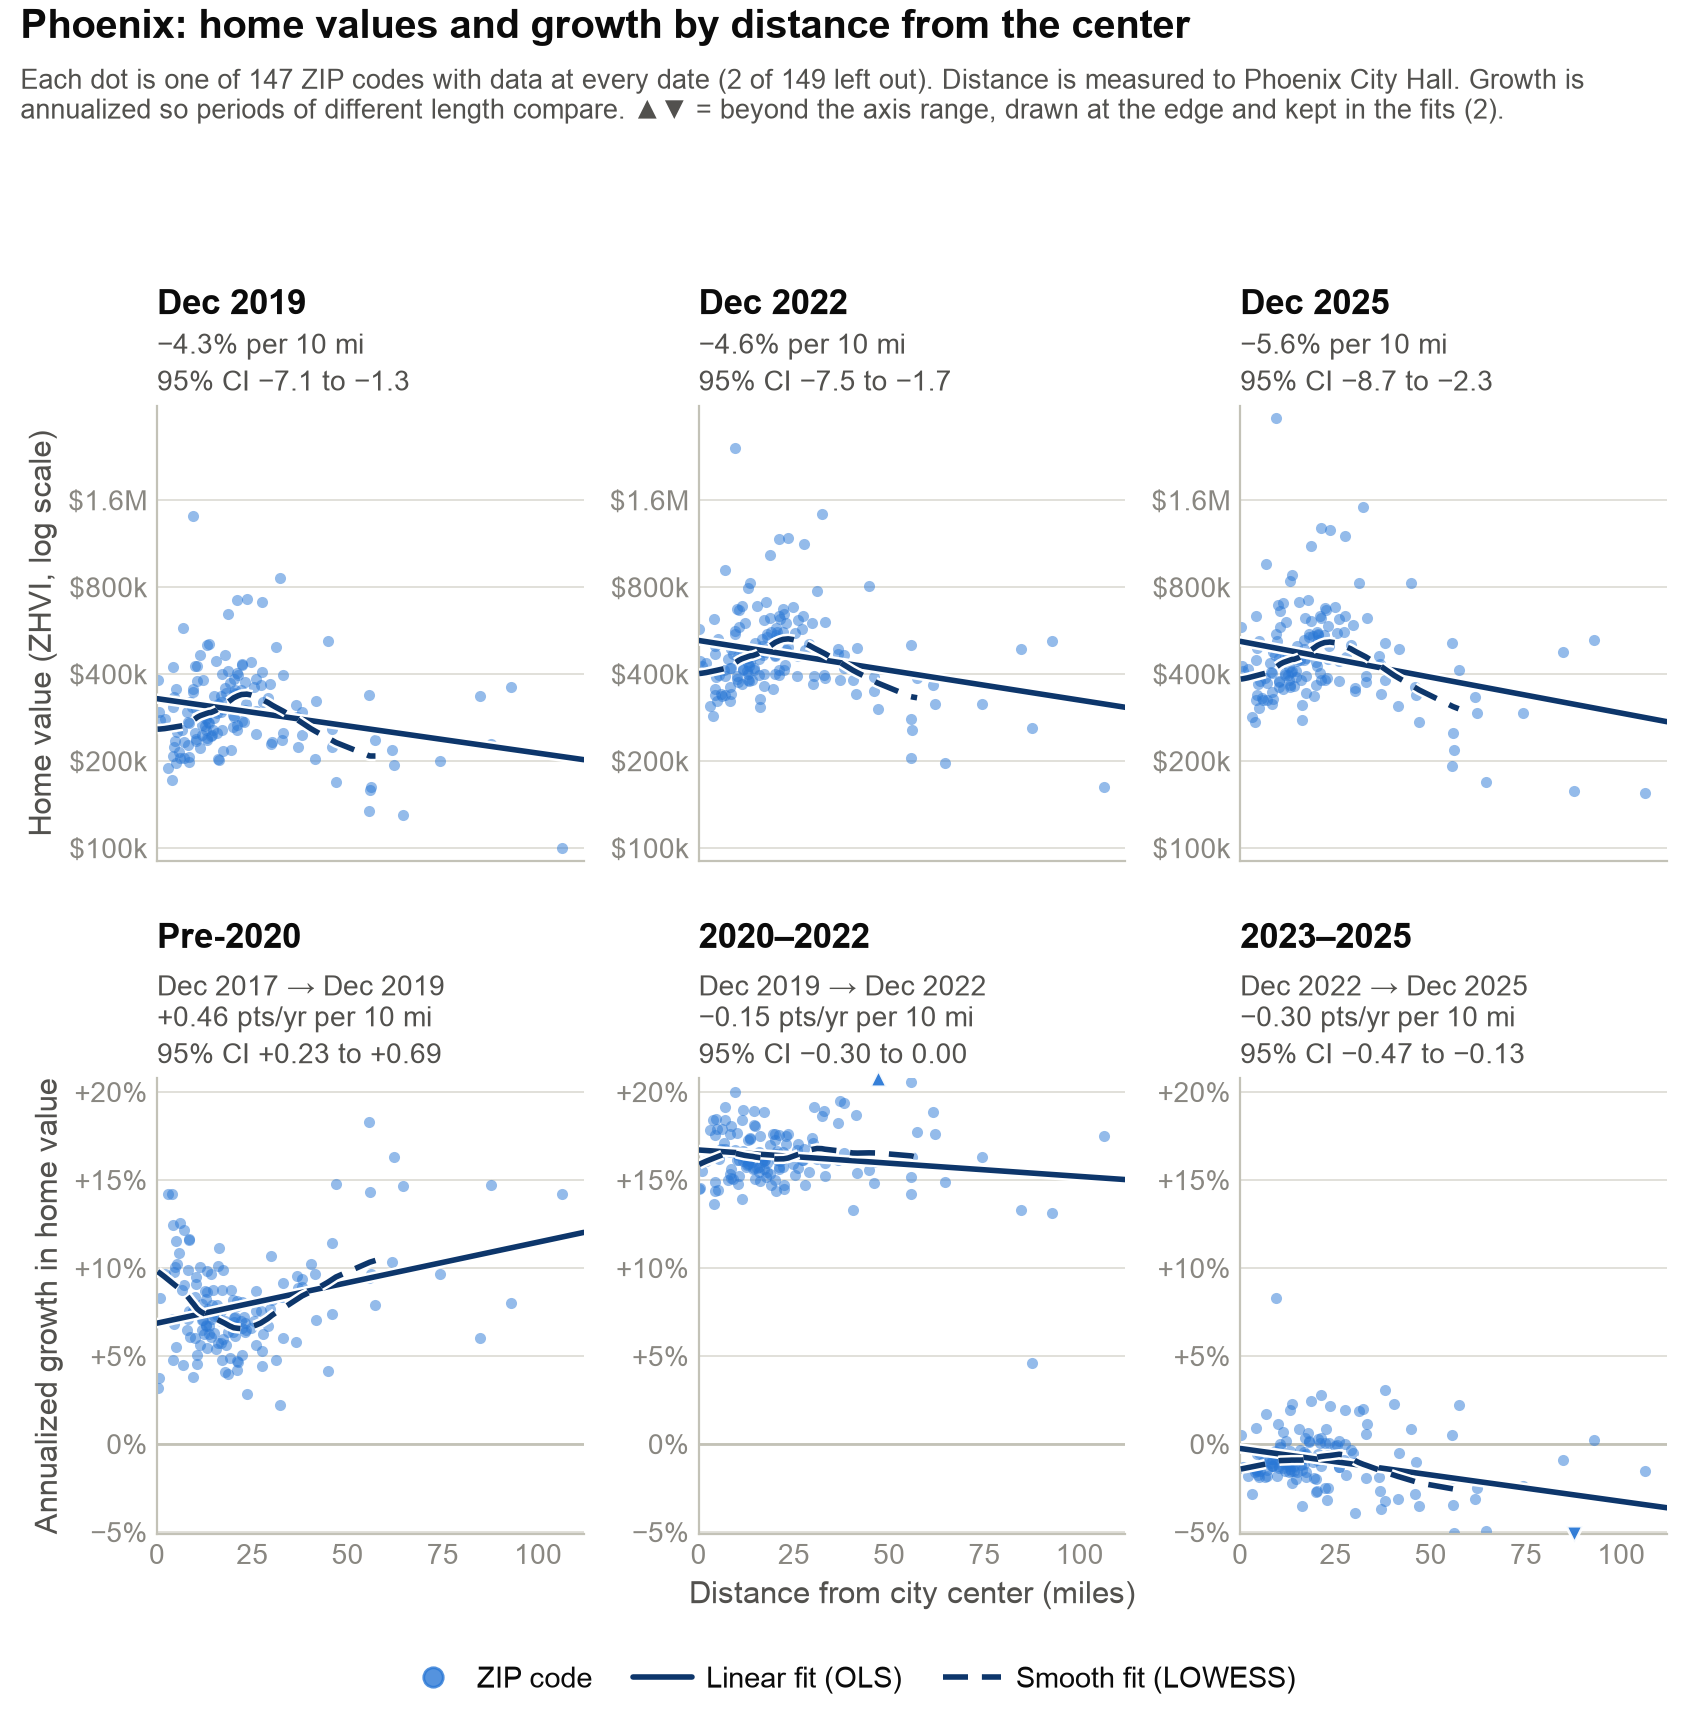 Phoenix: home values and growth by distance from the center
Each dot is one of 147 ZIP codes with data at every date (2 of 149 left out). Distance is measured to Phoenix City Hall. Growth is
annualized so periods of different length compare. ▲▼ = beyond the axis range, drawn at the edge and kept in the fits (2).
Dec 2019
−4.3% per 10 mi
95% CI −7.1 to −1.3
Dec 2022
−4.6% per 10 mi
95% CI −7.5 to −1.7
Dec 2025
−5.6% per 10 mi
95% CI −8.7 to −2.3
Home value (ZHVI, log scale)
$1.6M
$800k
$400k
$200k
$100k
$1.6M
$800k
$400k
$200k
$100k
$1.6M
$800k
$400k
$200k
$100k
Pre-2020
Dec 2017 → Dec 2019
+0.46 pts/yr per 10 mi
95% CI +0.23 to +0.69
2020–2022
Dec 2019 → Dec 2022
−0.15 pts/yr per 10 mi
95% CI −0.30 to 0.00
2023–2025
Dec 2022 → Dec 2025
−0.30 pts/yr per 10 mi
95% CI −0.47 to −0.13
Annualized growth in home value
+20%
+15%
+10%
+5%
0%
−5%
0 25 50 75 100
+20%
+15%
+10%
+5%
0%
−5%
0 25 50 75 100
+20%
+15%
+10%
+5%
0%
−5%
0 25 50 75 100
Distance from city center (miles)
ZIP code
Linear fit (OLS)
Smooth fit (LOWESS)